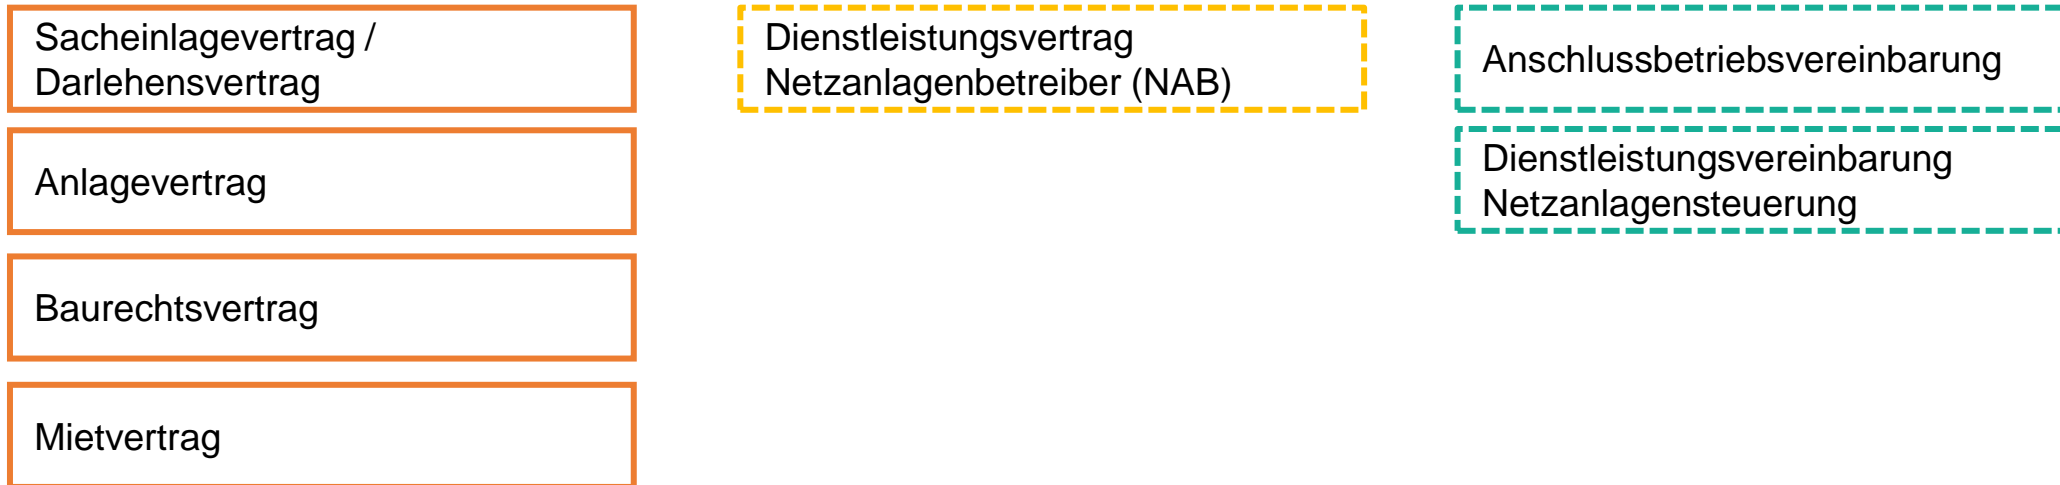 Sacheinlagevertrag /
Darlehensvertrag
Anlagevertrag
Baurechtsvertrag
Mietvertrag
Dienstleistungsvertrag
Netzanlagenbetreiber (NAB)
Anschlussbetriebsvereinbarung
Dienstleistungsvereinbarung
Netzanlagensteuerung